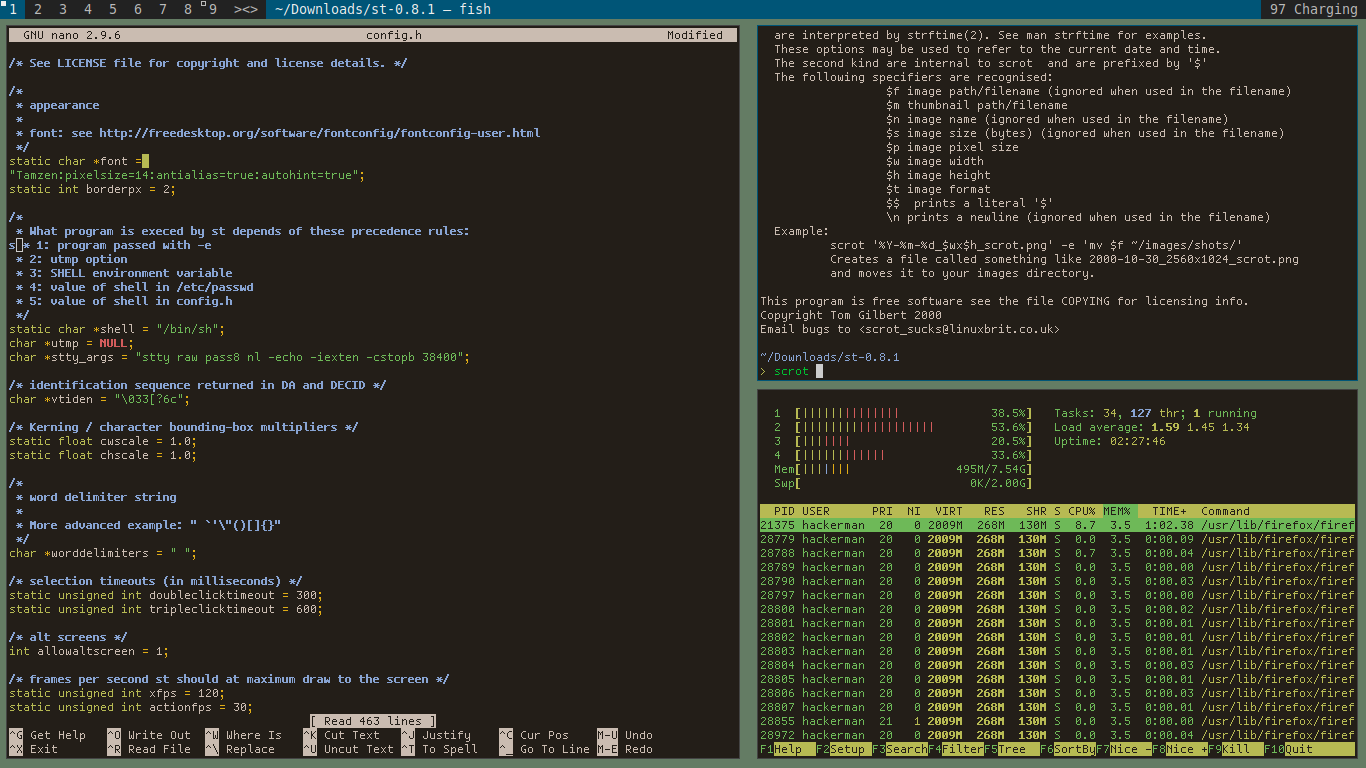 1 2 3 4 5 6 7 8 9 ><> ~/Downloads/st-0.8.1 — fish 97 Charging
GNU nano 2.9.6 config.h Modified
/* See LICENSE file for copyright and license details. */
/*
* appearance
*
* font: see http://freedesktop.org/software/fontconfig/fontconfig-user.html
*/
static char *font =
"Tamzen:pixelsize=14:antialias=true:autohint=true";
static int borderpx = 2;
/*
* What program is execed by st depends of these precedence rules:
s * 1: program passed with -e
* 2: utmp option
* 3: SHELL environment variable
* 4: value of shell in /etc/passwd
* 5: value of shell in config.h
*/
static char *shell = "/bin/sh";
char *utmp = NULL;
char *stty_args = "stty raw pass8 nl -echo -iexten -cstopb 38400";
/* identification sequence returned in DA and DECID */
char *vtiden = "\033[?6c";
/* Kerning / character bounding-box multipliers */
static float cwscale = 1.0;
static float chscale = 1.0;
/*
* word delimiter string
*
* More advanced example: " `'\"()[]{}"
*/
char *worddelimiters = " ";
/* selection timeouts (in milliseconds) */
static unsigned int doubleclicktimeout = 300;
static unsigned int tripleclicktimeout = 600;
/* alt screens */
int allowaltscreen = 1;
/* frames per second st should at maximum draw to the screen */
static unsigned int xfps = 120;
static unsigned int actionfps = 30;
[ Read 463 lines ]
^G Get Help ^O Write Out ^W Where Is ^K Cut Text ^J Justify ^C Cur Pos M-U Undo
^X Exit ^R Read File ^\ Replace ^U Uncut Text ^T To Spell ^_ Go To Line M-E Redo
are interpreted by strftime(2). See man strftime for examples.
These options may be used to refer to the current date and time.
The second kind are internal to scrot and are prefixed by '$'
The following specifiers are recognised:
$f image path/filename (ignored when used in the filename)
$m thumbnail path/filename
$n image name (ignored when used in the filename)
$s image size (bytes) (ignored when used in the filename)
$p image pixel size
$w image width
$h image height
$t image format
$$ prints a literal '$'
\n prints a newline (ignored when used in the filename)
Example:
scrot '%Y-%m-%d_$wx$h_scrot.png' -e 'mv $f ~/images/shots/'
Creates a file called something like 2000-10-30_2560x1024_scrot.png
and moves it to your images directory.
This program is free software see the file COPYING for licensing info.
Copyright Tom Gilbert 2000
Email bugs to <scrot_sucks@linuxbrit.co.uk>
~/Downloads/st-0.8.1
> scrot
1 [|||||||||||||| 38.5%] Tasks: 34, 127 thr; 1 running
2 [||||||||||||||||||| 53.6%] Load average: 1.59 1.45 1.34
3 [||||||| 20.5%] Uptime: 02:27:46
4 [|||||||||||| 33.6%]
Mem[||||||| 495M/7.54G]
Swp[ 0K/2.00G]
PID USER PRI NI VIRT RES SHR S CPU% MEM% TIME+ Command
21375 hackerman 20 0 2009M 268M 130M S 8.7 3.5 1:02.38 /usr/lib/firefox/firef
28779 hackerman 20 0 2009M 268M 130M S 0.0 3.5 0:00.09 /usr/lib/firefox/firef
28788 hackerman 20 0 2009M 268M 130M S 0.7 3.5 0:00.04 /usr/lib/firefox/firef
28789 hackerman 20 0 2009M 268M 130M S 0.0 3.5 0:00.00 /usr/lib/firefox/firef
28790 hackerman 20 0 2009M 268M 130M S 0.0 3.5 0:00.03 /usr/lib/firefox/firef
28797 hackerman 20 0 2009M 268M 130M S 0.0 3.5 0:00.00 /usr/lib/firefox/firef
28800 hackerman 20 0 2009M 268M 130M S 0.0 3.5 0:00.02 /usr/lib/firefox/firef
28801 hackerman 20 0 2009M 268M 130M S 0.0 3.5 0:00.01 /usr/lib/firefox/firef
28802 hackerman 20 0 2009M 268M 130M S 0.0 3.5 0:00.01 /usr/lib/firefox/firef
28803 hackerman 20 0 2009M 268M 130M S 0.0 3.5 0:00.01 /usr/lib/firefox/firef
28804 hackerman 20 0 2009M 268M 130M S 0.0 3.5 0:00.03 /usr/lib/firefox/firef
28805 hackerman 20 0 2009M 268M 130M S 0.0 3.5 0:00.01 /usr/lib/firefox/firef
28806 hackerman 20 0 2009M 268M 130M S 0.0 3.5 0:00.03 /usr/lib/firefox/firef
28807 hackerman 20 0 2009M 268M 130M S 0.0 3.5 0:00.01 /usr/lib/firefox/firef
28855 hackerman 21 1 2009M 268M 130M S 0.0 3.5 0:00.00 /usr/lib/firefox/firef
28972 hackerman 20 0 2009M 268M 130M S 0.0 3.5 0:00.04 /usr/lib/firefox/firef
F1Help F2Setup F3SearchF4FilterF5Tree F6SortByF7Nice -F8Nice +F9Kill F10Quit